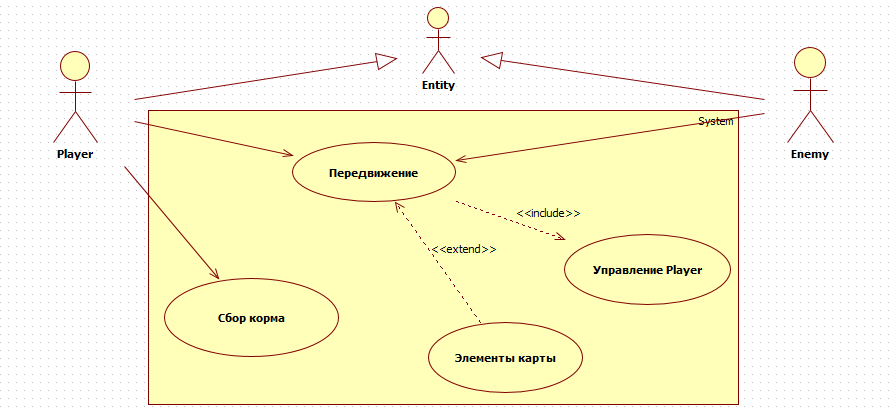 Entity
System
Player
Enemy
Передвижение
<<include>>
<<extend>>
Управление Player
Сбор корма
Элементы карты